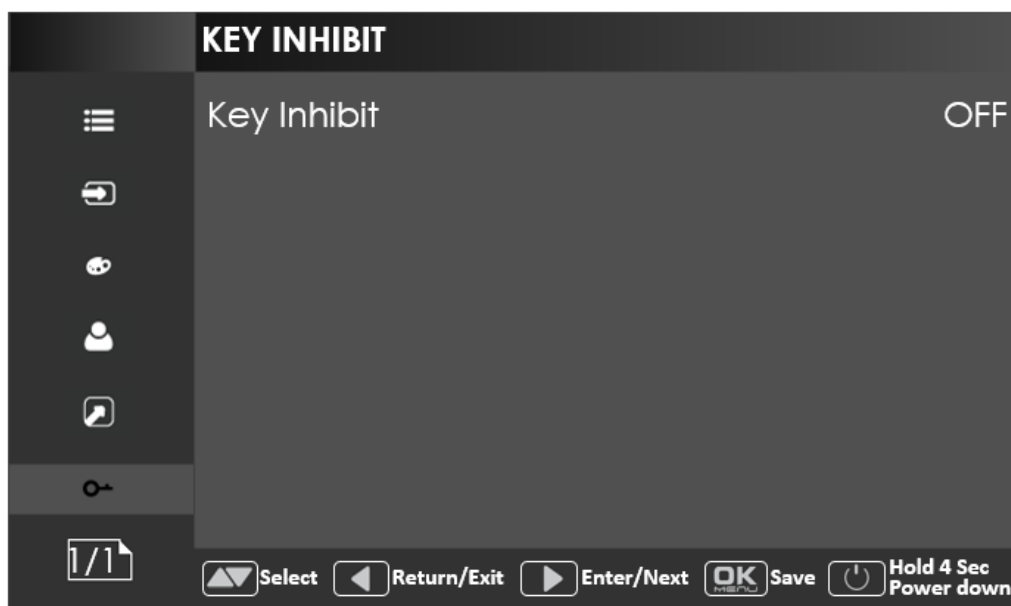 KEY INHIBIT
Key Inhibit OFF
1/1
Select Return/Exit Enter/Next OK MENU Save Hold 4 Sec Power down